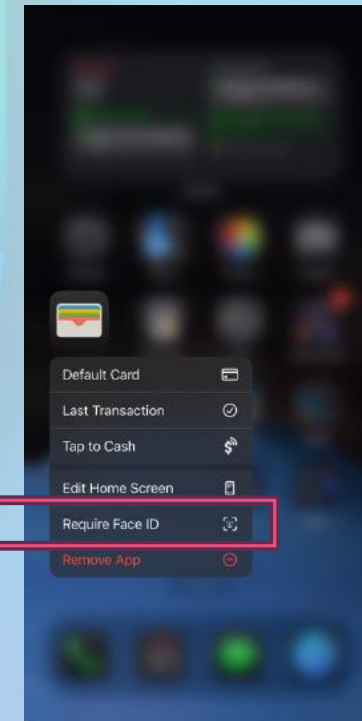 Default Card
Last Transaction
Tap to Cash
Edit Home Screen
Require Face ID
Remove App